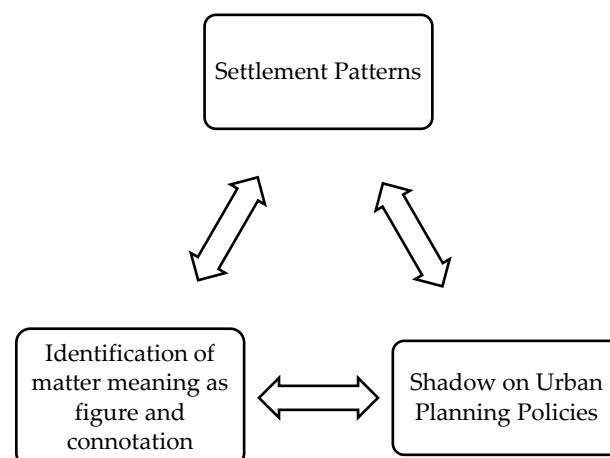 Settlement Patterns
Identification of
matter meaning as
figure and
connotation
Shadow on Urban
Planning Policies